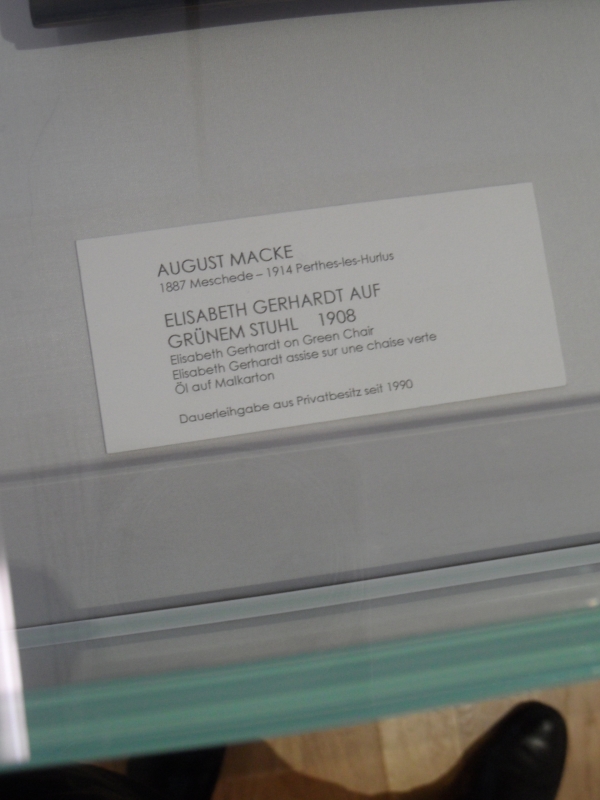 AUGUST MACKE
1887 Meschede – 1914 Perthes-les-Hurlus
ELISABETH GERHARDT AUF
GRÜNEM STUHL 1908
Elisabeth Gerhardt on Green Chair
Elisabeth Gerhardt assise sur une chaise verte
Öl auf Malkarton
Dauerleihgabe aus Privatbesitz seit 1990